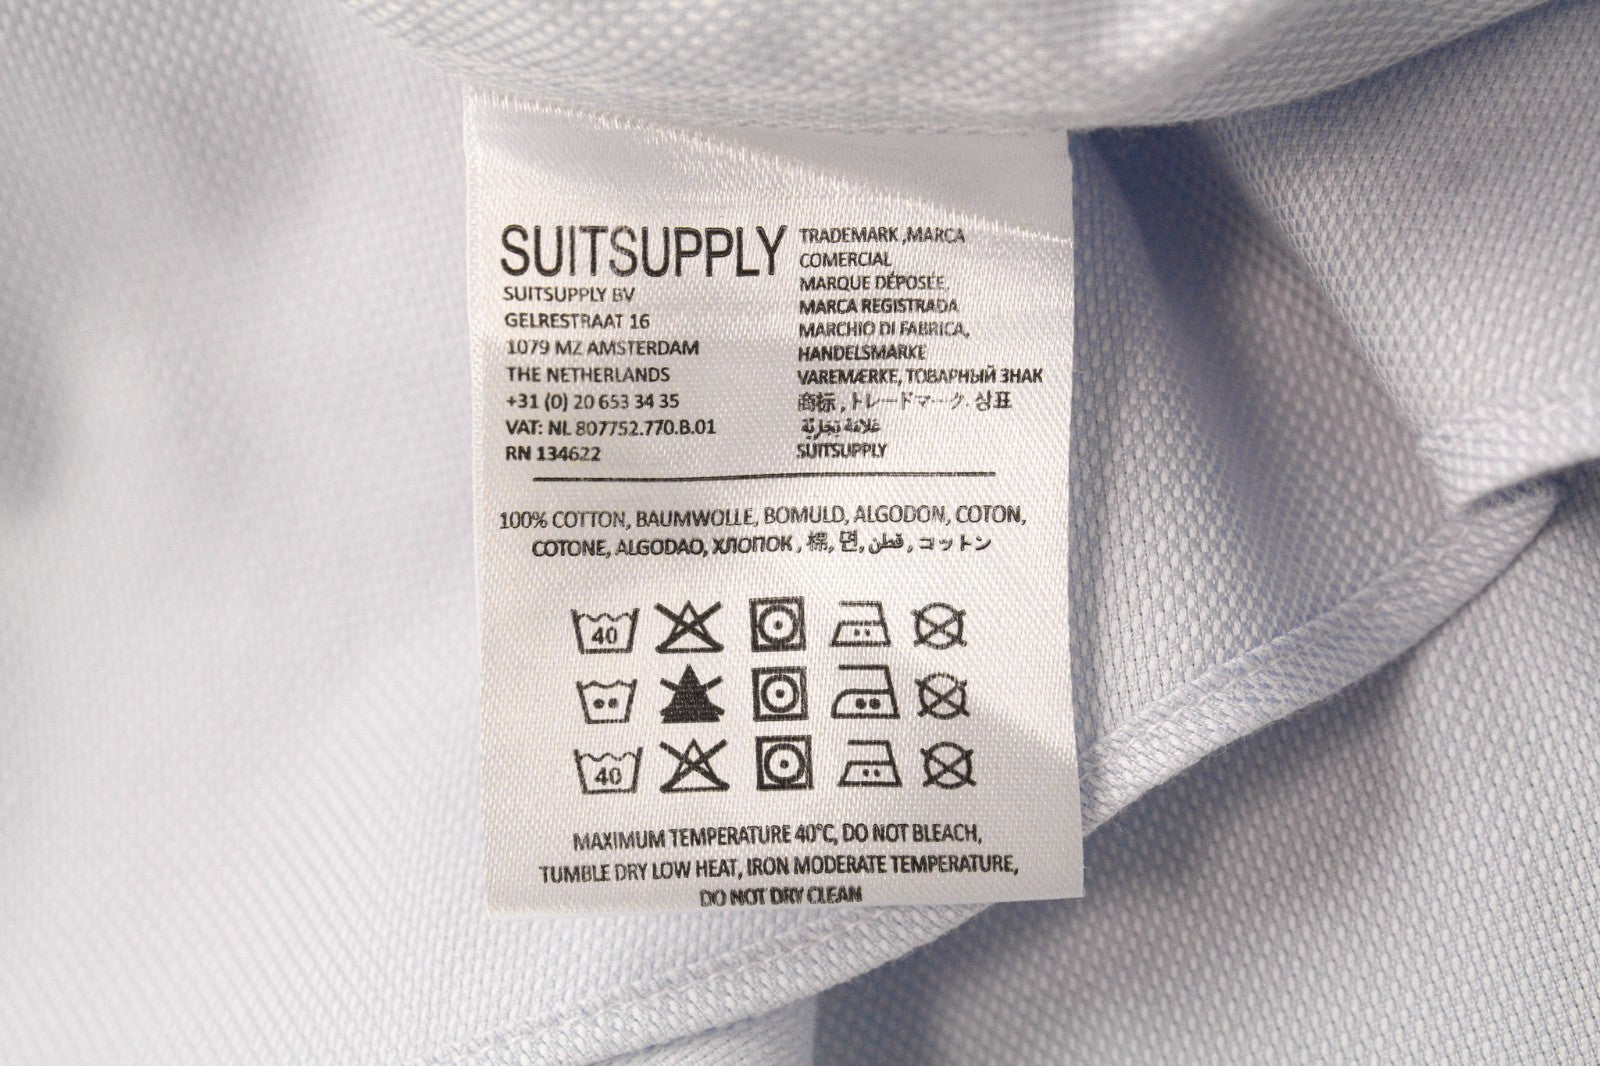 SUITSUPPLY
SUITSUPPLY BV
GELRESTRAAT 16
1079 MZ AMSTERDAM
THE NETHERLANDS
+31 (0) 20 653 34 35
VAT: NL 807752.770.B.01
RN 134622
TRADEMARK ,MARCA
COMERCIAL
MARQUE DÉPOSÉE,
MARCA REGISTRADA
MARCHIO DI FABRICA,
HANDELSMARKE
VAREMÆRKE, ТОВАРНЫЙ ЗНАК
商标 , トレードマーク. 상표
علامة تجارية
SUITSUPPLY
100% COTTON, BAUMWOLLE, BOMULD, ALGODON, COTON,
COTONE, ALGODAO, ХЛОПОК , 棉, 면, قطن , コットン
40
40
MAXIMUM TEMPERATURE 40°C, DO NOT BLEACH,
TUMBLE DRY LOW HEAT, IRON MODERATE TEMPERATURE,
DO NOT DRY CLEAN